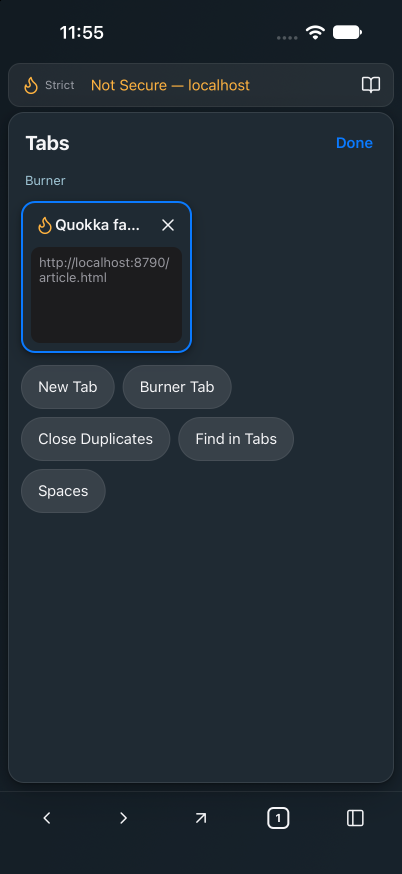 11:55
Strict
Not Secure — localhost
Tabs
Done
Burner
Quokka fa...
http://localhost:8790/
article.html
New Tab
Burner Tab
Close Duplicates
Find in Tabs
Spaces
1